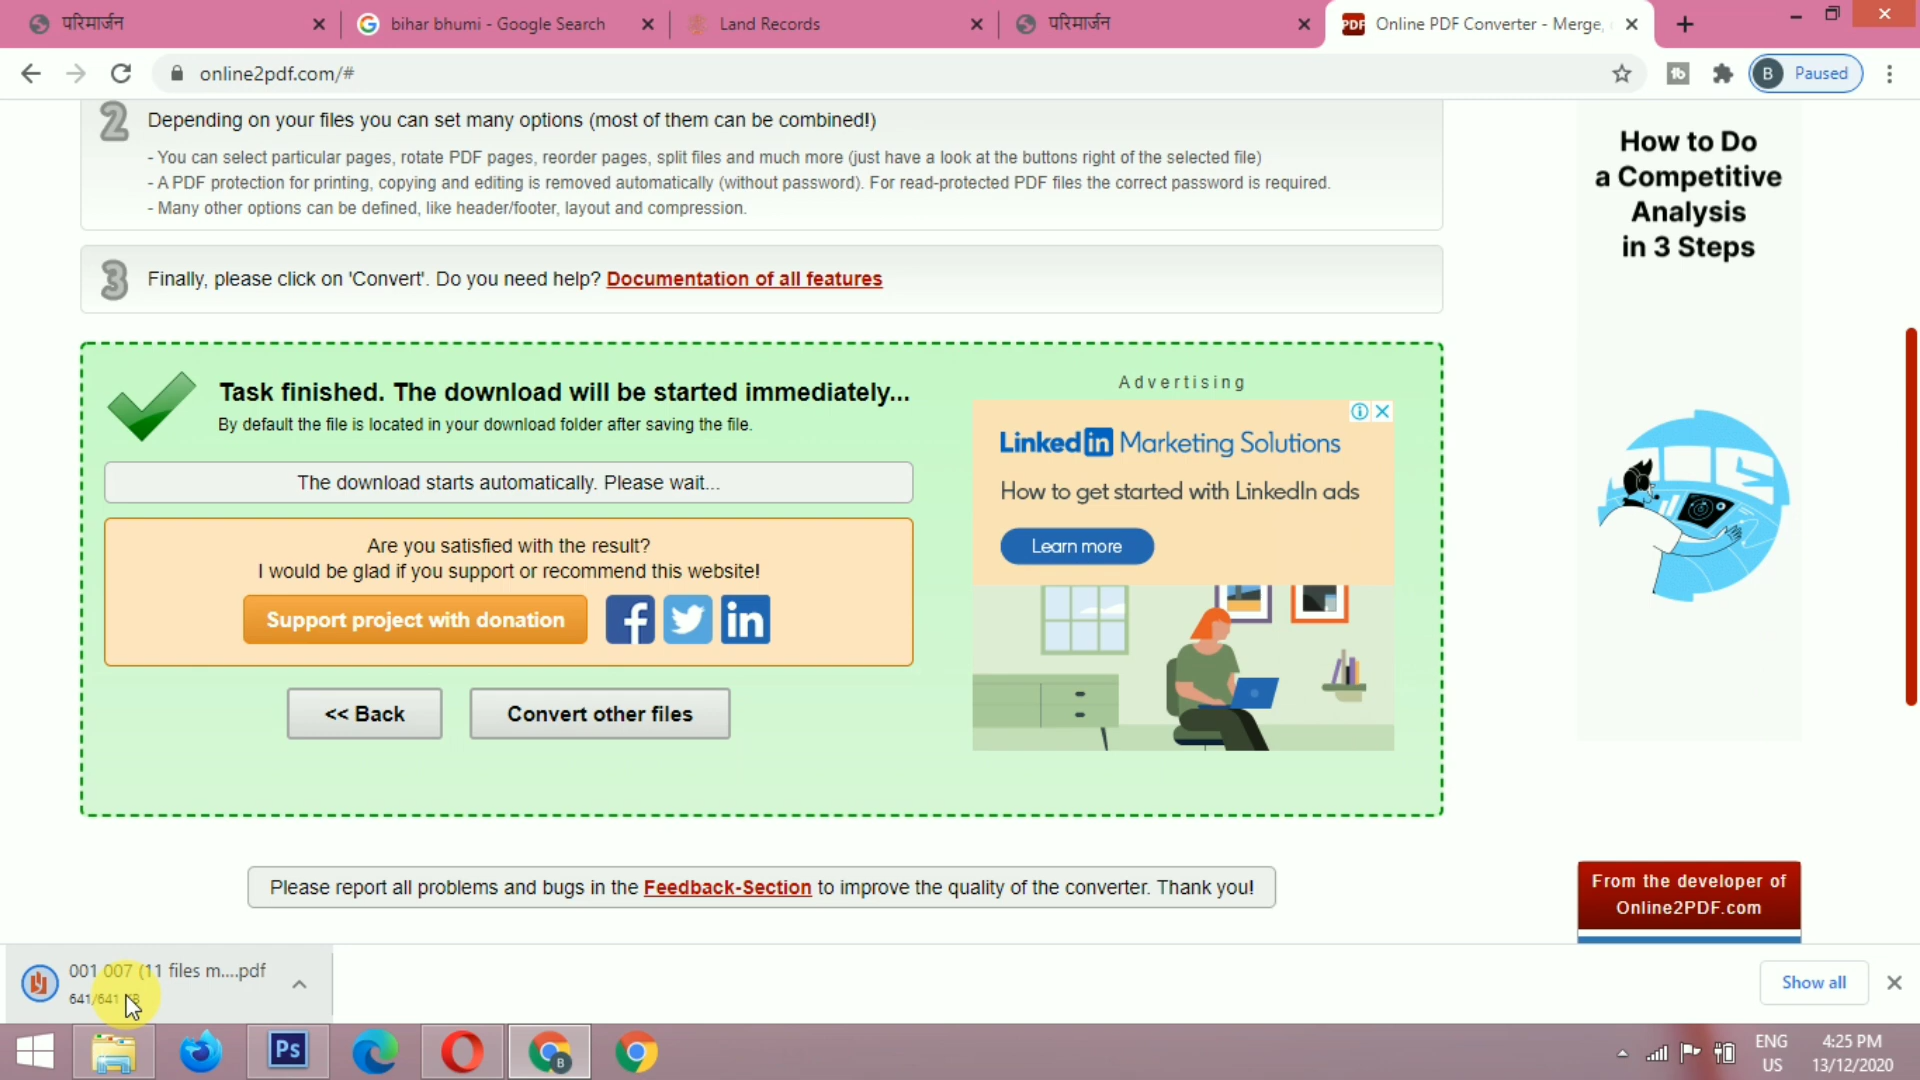 परिमार्जन
bihar bhumi - Google Search
Land Records
परिमार्जन
PDF
Online PDF Converter - Merge,
online2pdf.com/#
B
Paused
2
Depending on your files you can set many options (most of them can be combined!)
- You can select particular pages, rotate PDF pages, reorder pages, split files and much more (just have a look at the buttons right of the selected file)
- A PDF protection for printing, copying and editing is removed automatically (without password). For read-protected PDF files the correct password is required.
- Many other options can be defined, like header/footer, layout and compression.
3
Finally, please click on 'Convert'. Do you need help? Documentation of all features
Task finished. The download will be started immediately...
By default the file is located in your download folder after saving the file.
The download starts automatically. Please wait...
Are you satisfied with the result?
I would be glad if you support or recommend this website!
Support project with donation
<< Back
Convert other files
Advertising
Linkedin Marketing Solutions
How to get started with LinkedIn ads
Learn more
How to Do
a Competitive
Analysis
in 3 Steps
Please report all problems and bugs in the Feedback-Section to improve the quality of the converter. Thank you!
From the developer of
Online2PDF.com
001 007 (11 files m....pdf
641/641 KB
Show all
Ps
B
ENG
US
4:25 PM
13/12/2020